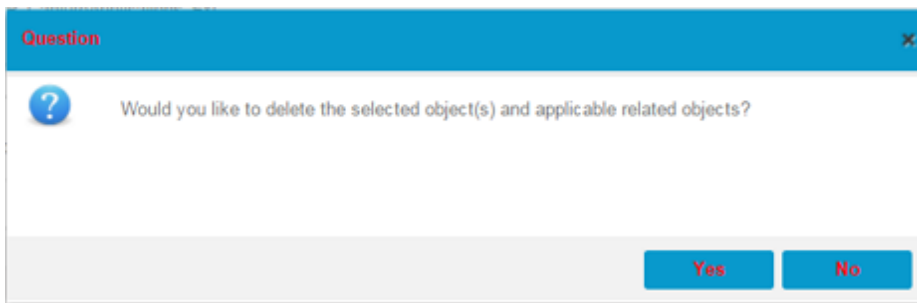 Question
Would you like to delete the selected object(s) and applicable related objects?
Yes No